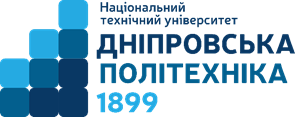 Національний
технічний університет
ДНІПРОВСЬКА
ПОЛІТЕХНІКА
1899